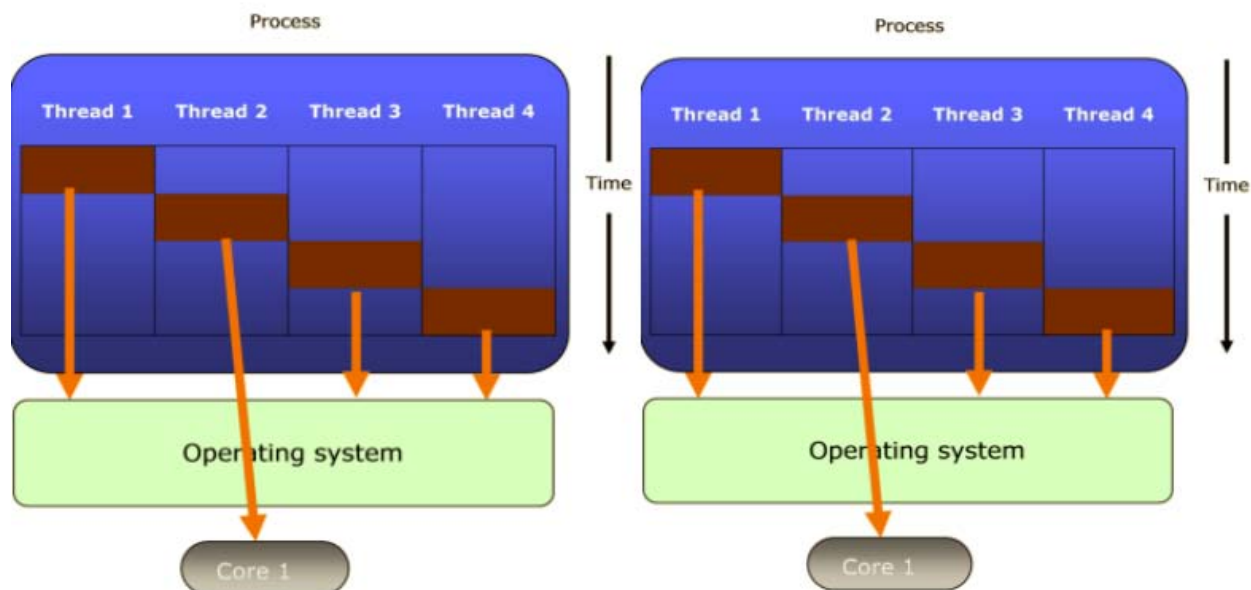 Process
Thread 1 Thread 2 Thread 3 Thread 4
Time
Operating system
Core 1
Process
Thread 1 Thread 2 Thread 3 Thread 4
Time
Operating system
Core 1